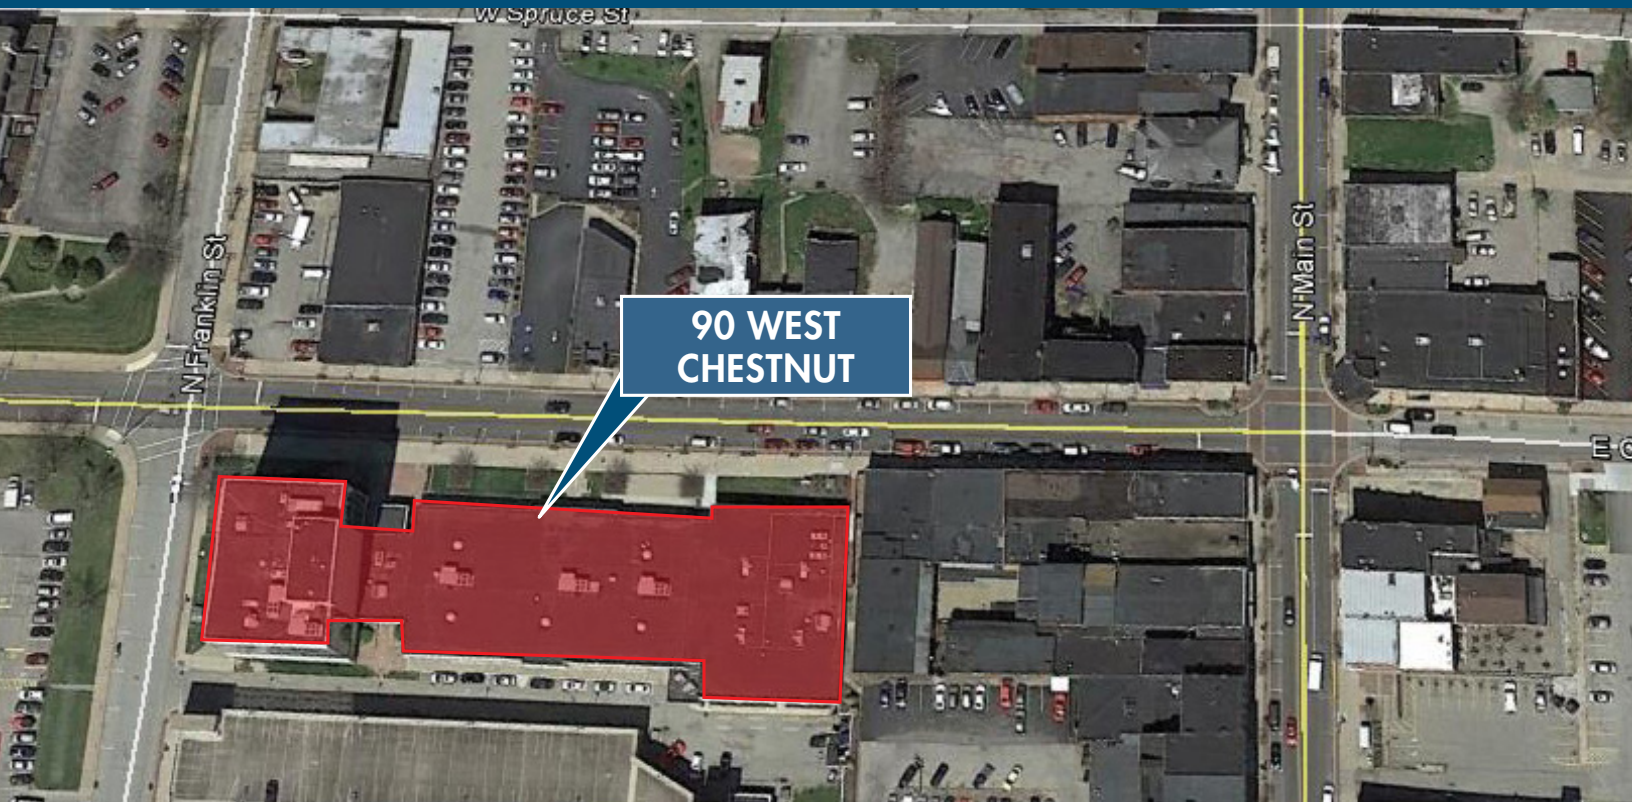 W Spruce St
N Franklin St
N Main St
90 WEST
CHESTNUT